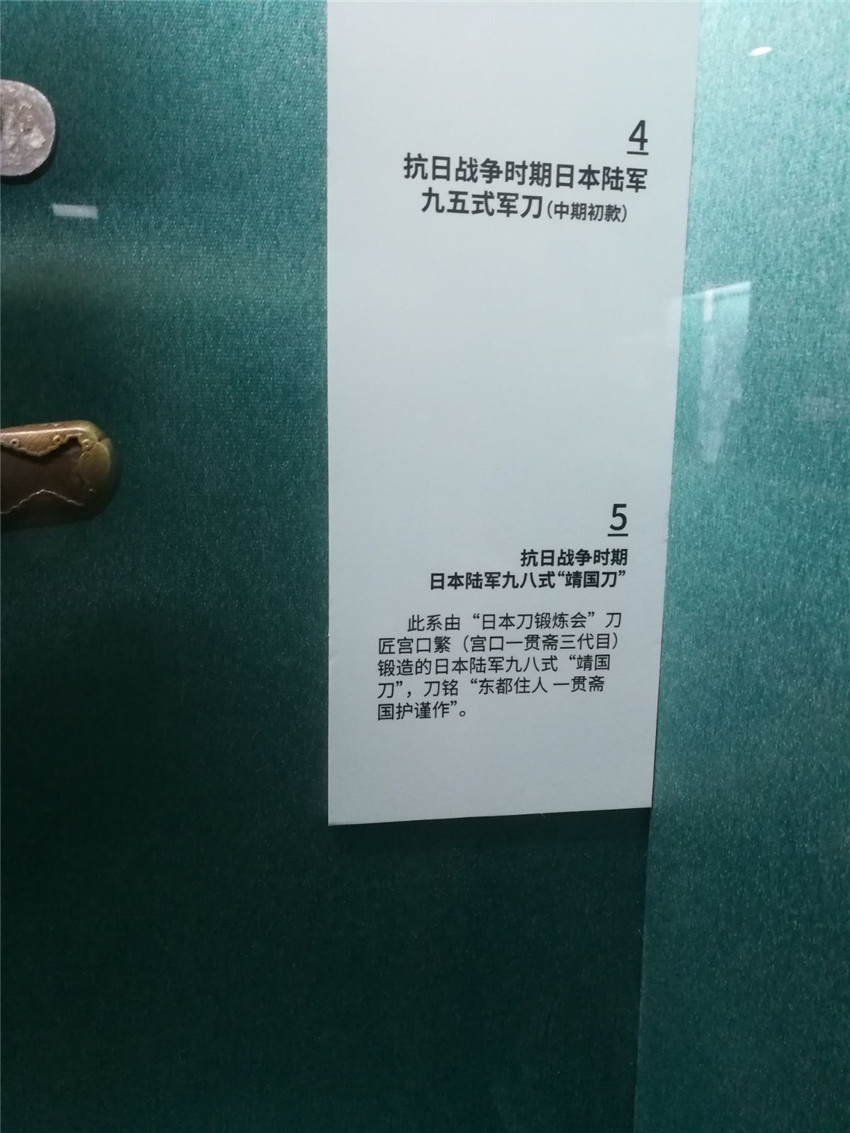 4
抗日战争时期日本陆军
九五式军刀(中期初款)
5
抗日战争时期
日本陆军九八式“靖国刀”
此系由“日本刀锻炼会”刀
匠宫口繁（宫口一贯斋三代目）
锻造的日本陆军九八式“靖国
刀”，刀铭“东都住人 一贯斋
国护谨作”。